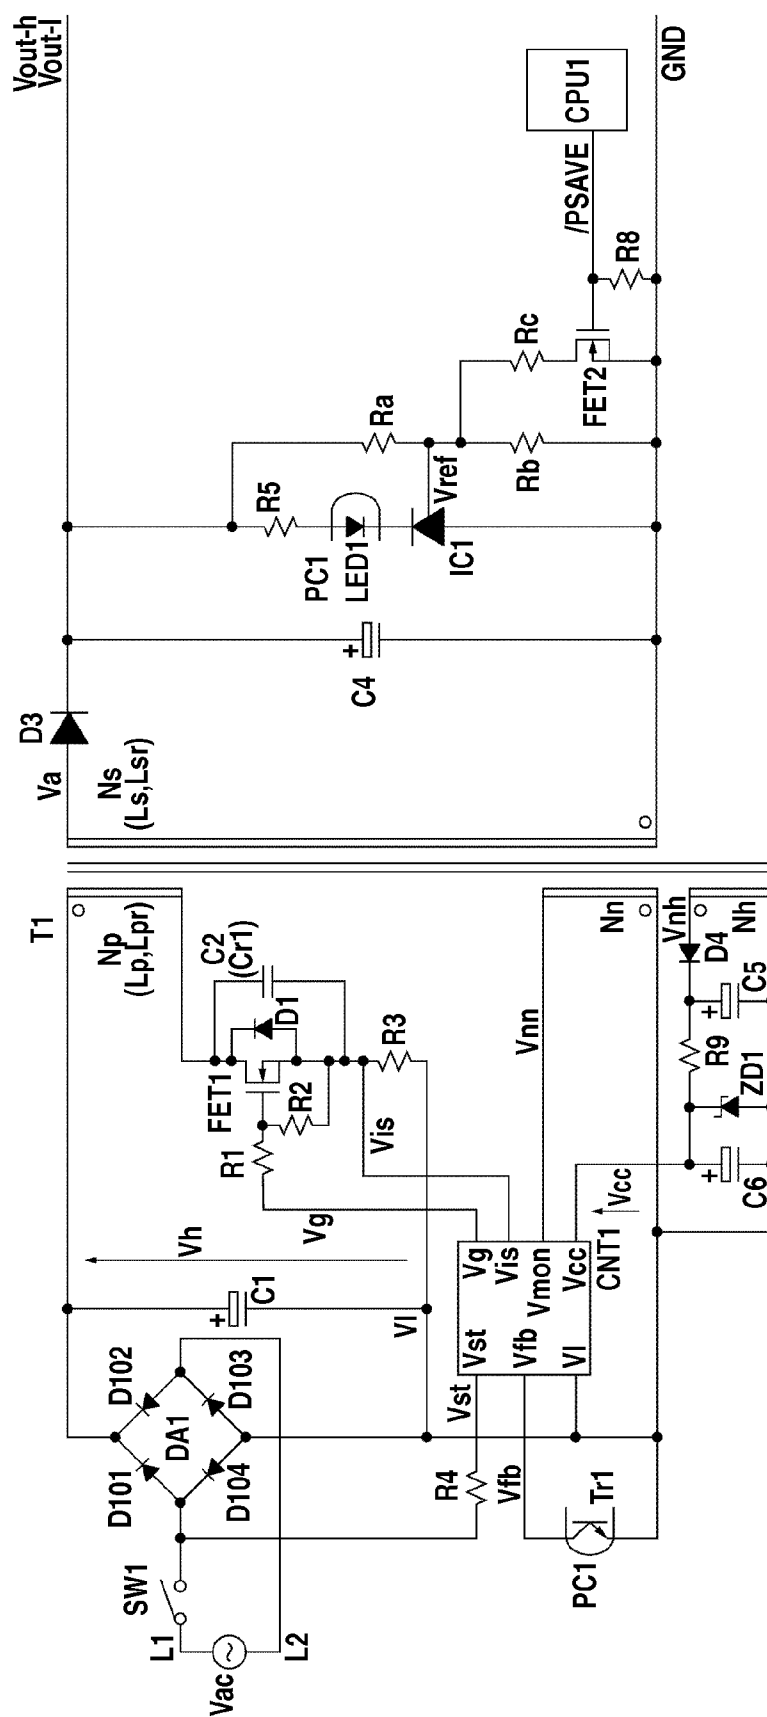 Vout-h
Vout-l
D3
Va
Ns
(Ls,Lsr)
C4
+
PC1
LED1
R5
Ra
Vref
IC1
Rb
Rc
FET2
/PSAVE
R8
CPU1
GND
T1
Np
(Lp,Lpr)
C2
(Cr1)
D1
FET1
R2
R3
R1
Vis
Vg
Vh
C1
+
Vl
D102
D101
DA1
D103
D104
SW1
L1
L2
Vac
~
R4
Vst
Vfb
PC1
Tr1
Vst
Vfb
Vl
Vg
Vis
Vmon
Vcc
CNT1
Vcc
Vnn
Nn
Vnh
Nh
D4
C5
+
R9
ZD1
C6
+